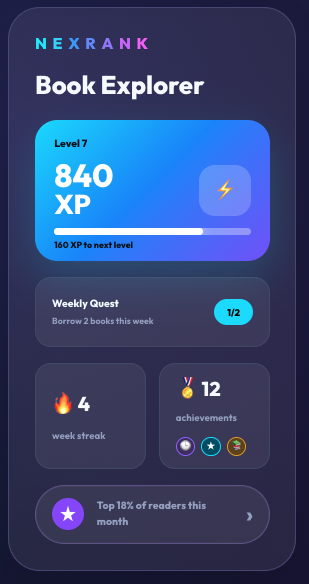 NEXRANK
Book Explorer
Level 7
840
XP
160 XP to next level
Weekly Quest
Borrow 2 books this week
1/2
4
week streak
12
achievements
Top 18% of readers this
month